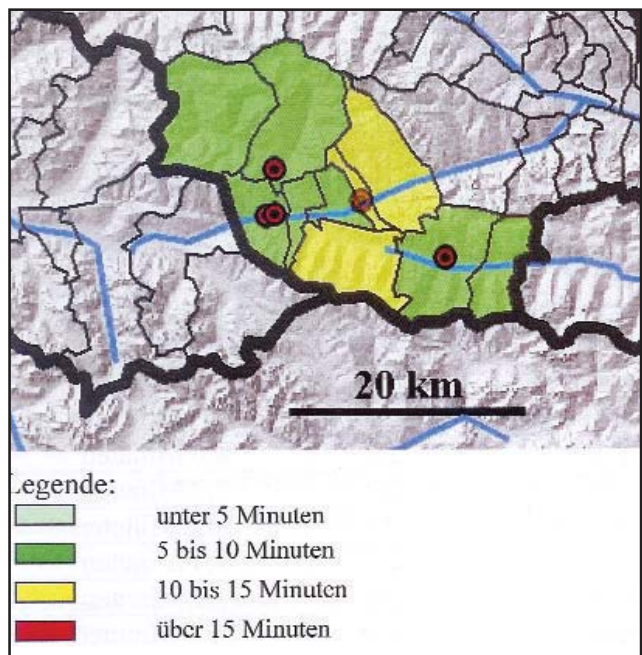 20 km
Legende:
unter 5 Minuten
5 bis 10 Minuten
10 bis 15 Minuten
über 15 Minuten